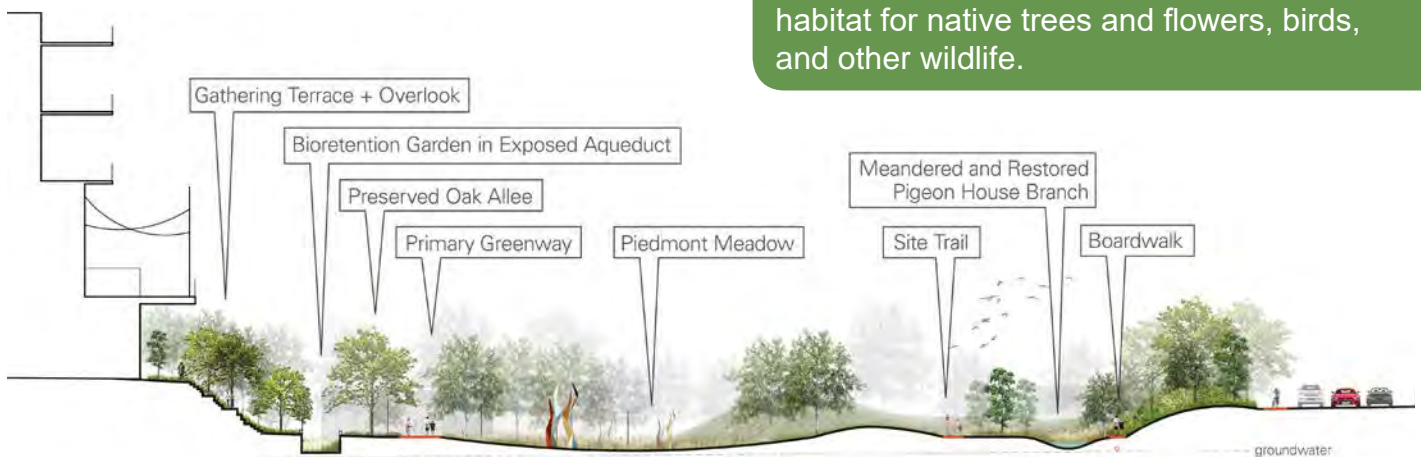 habitat for native trees and flowers, birds,
and other wildlife.
Gathering Terrace + Overlook
Bioretention Garden in Exposed Aqueduct
Preserved Oak Allee
Primary Greenway
Piedmont Meadow
Meandered and Restored
Pigeon House Branch
Site Trail
Boardwalk
groundwater